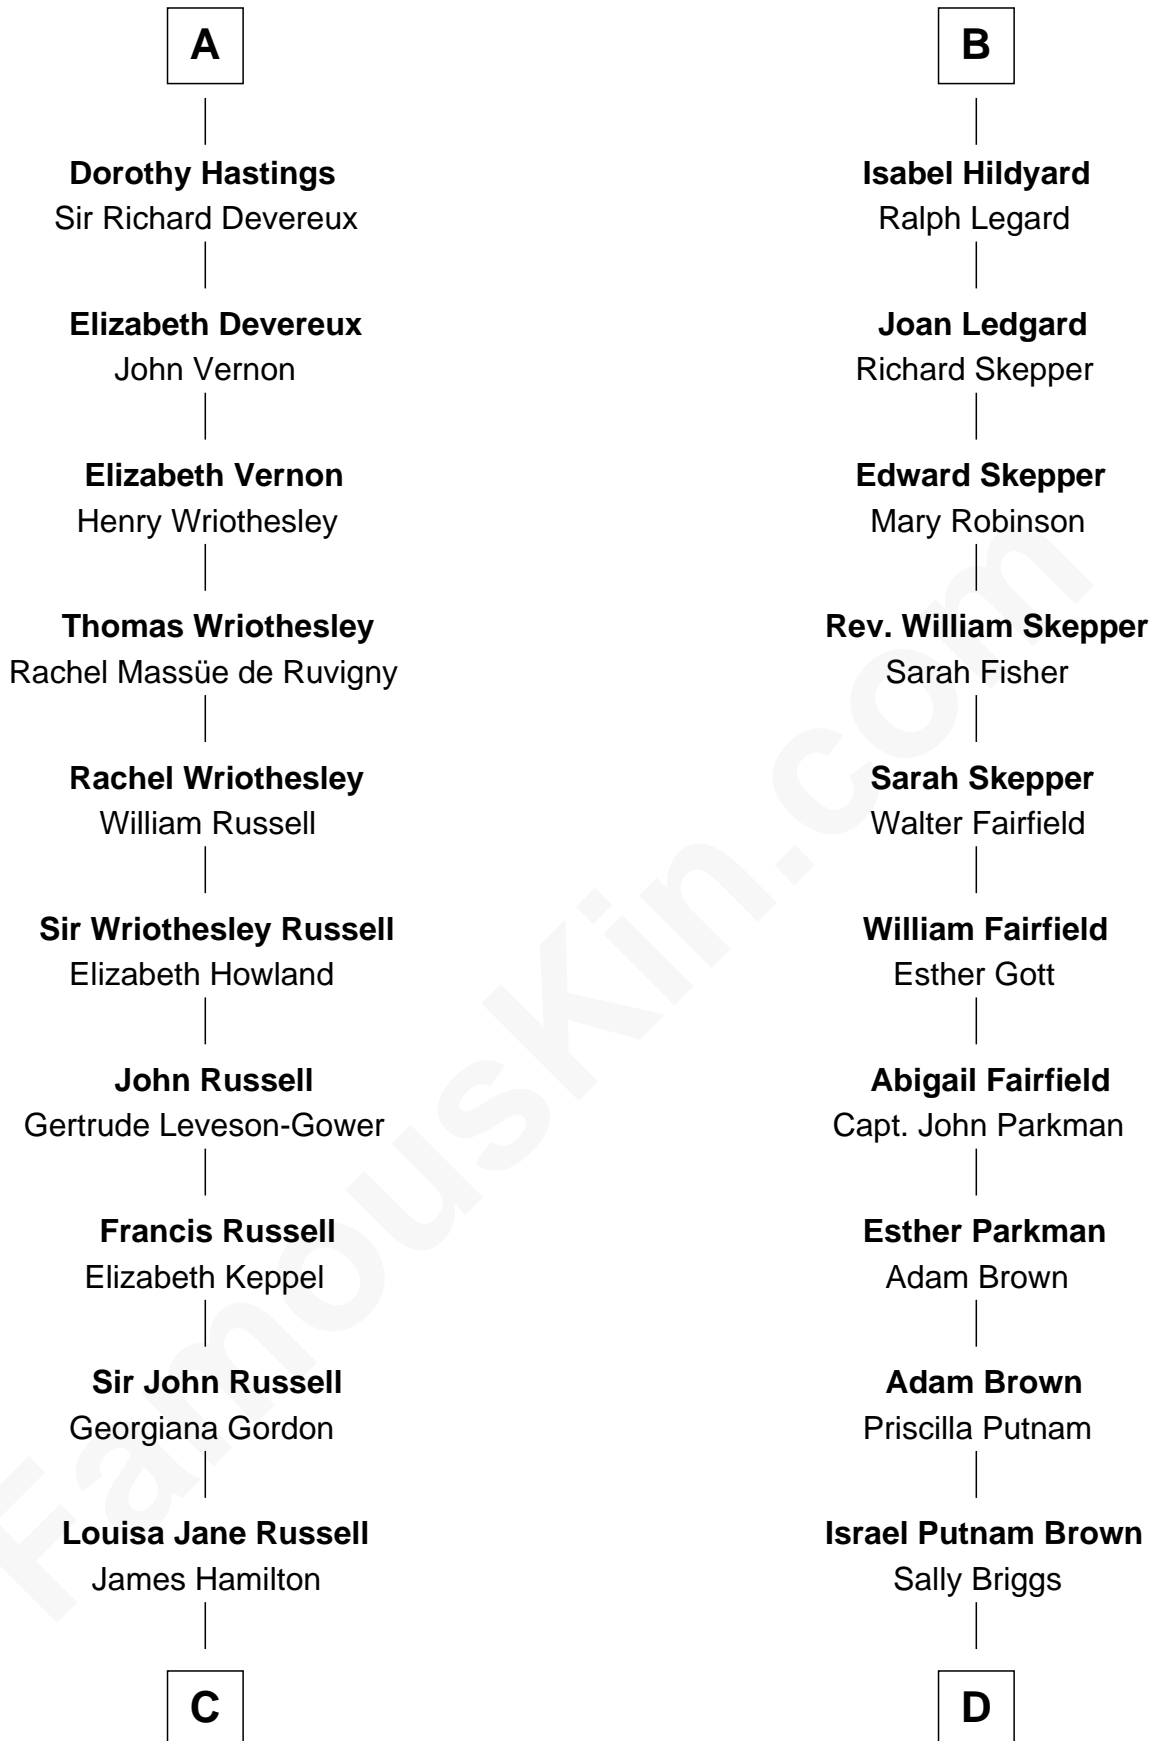 A
Dorothy Hastings
Sir Richard Devereux
Elizabeth Devereux
John Vernon
Elizabeth Vernon
Henry Wriothesley
Thomas Wriothesley
Rachel Massüe de Ruvigny
Rachel Wriothesley
William Russell
Sir Wriothesley Russell
Elizabeth Howland
John Russell
Gertrude Leveson-Gower
Francis Russell
Elizabeth Keppel
Sir John Russell
Georgiana Gordon
Louisa Jane Russell
James Hamilton
C
B
Isabel Hildyard
Ralph Legard
Joan Ledgard
Richard Skepper
Edward Skepper
Mary Robinson
Rev. William Skepper
Sarah Fisher
Sarah Skepper
Walter Fairfield
William Fairfield
Esther Gott
Abigail Fairfield
Capt. John Parkman
Esther Parkman
Adam Brown
Adam Brown
Priscilla Putnam
Israel Putnam Brown
Sally Briggs
D
FamousKin.com